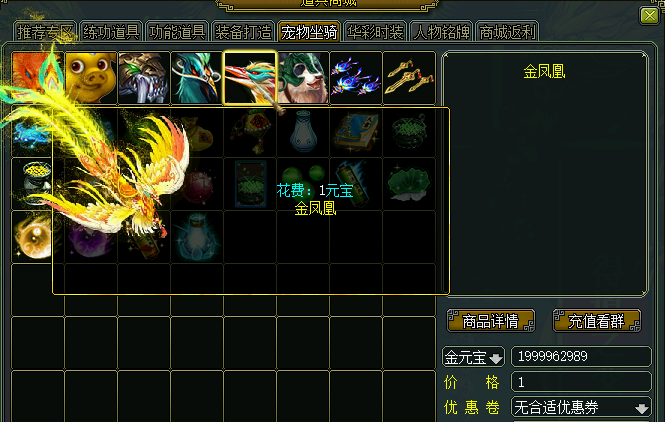 道具商城
推荐专区 练功道具 功能道具 装备打造 宠物坐骑 华彩时装 人物铭牌 商城返利
金凤凰
花费：1元宝
金凤凰
商品详情 充值看群
金元宝 1999962989
价 格 1
优惠卷 无合适优惠券